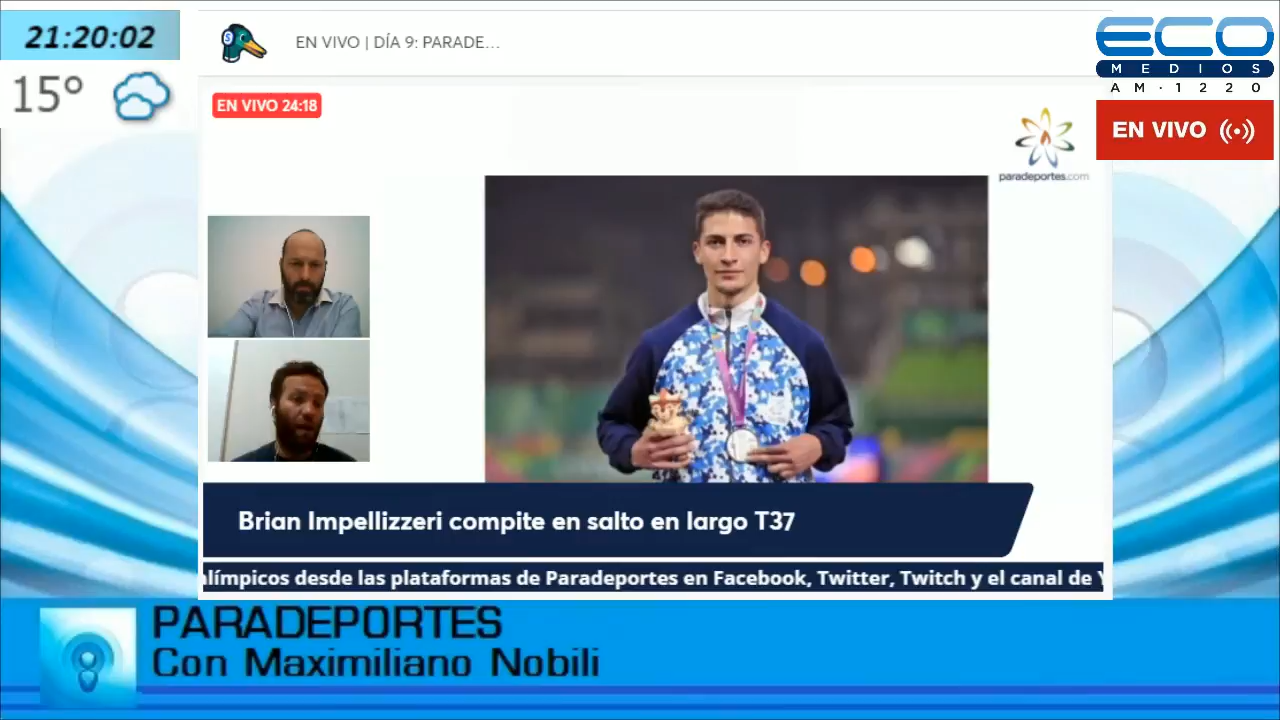 21:20:02
15°
EN VIVO | DÍA 9: PARADE...
ECO
MEDIOS
AM·1220
EN VIVO
EN VIVO 24:18
paradeportes.com
Brian Impellizzeri compite en salto en largo T37
alímpicos desde las plataformas de Paradeportes en Facebook, Twitter, Twitch y el canal de Y
PARADEPORTES
Con Maximiliano Nobili